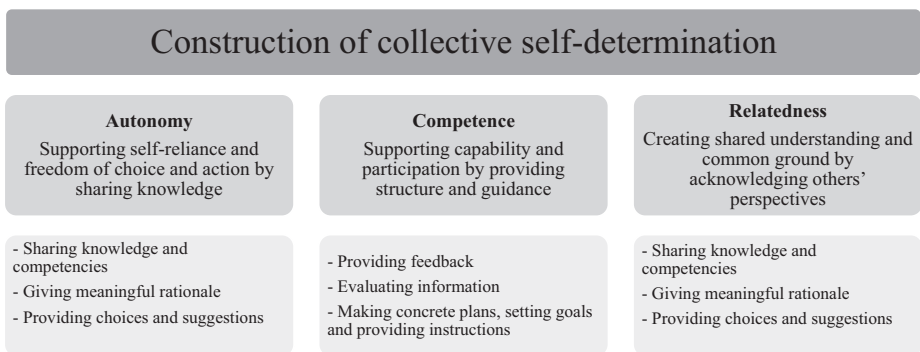 Construction of collective self-determination
Autonomy
Supporting self-reliance and
freedom of choice and action by
sharing knowledge
Competence
Supporting capability and
participation by providing
structure and guidance
Relatedness
Creating shared understanding and
common ground by
acknowledging others’
perspectives
- Sharing knowledge and
competencies
- Giving meaningful rationale
- Providing choices and suggestions
- Providing feedback
- Evaluating information
- Making concrete plans, setting goals
and providing instructions
- Sharing knowledge and
competencies
- Giving meaningful rationale
- Providing choices and suggestions